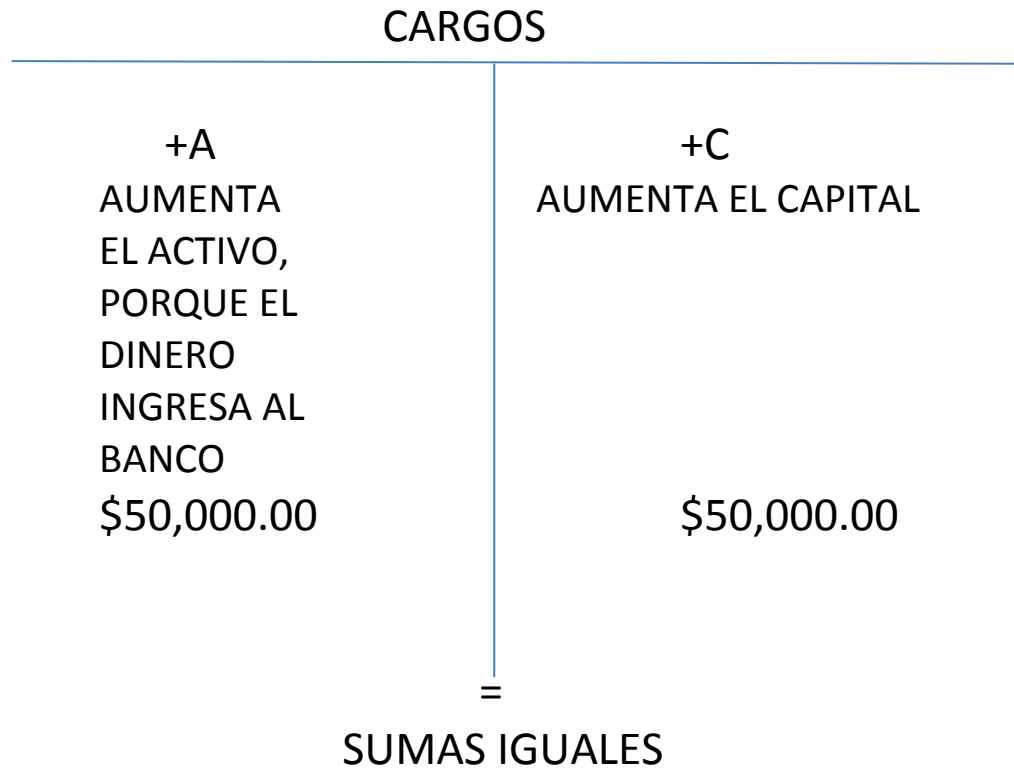 CARGOS
+A
AUMENTA
EL ACTIVO,
PORQUE EL
DINERO
INGRESA AL
BANCO
$50,000.00
+C
AUMENTA EL CAPITAL
$50,000.00
=
SUMAS IGUALES